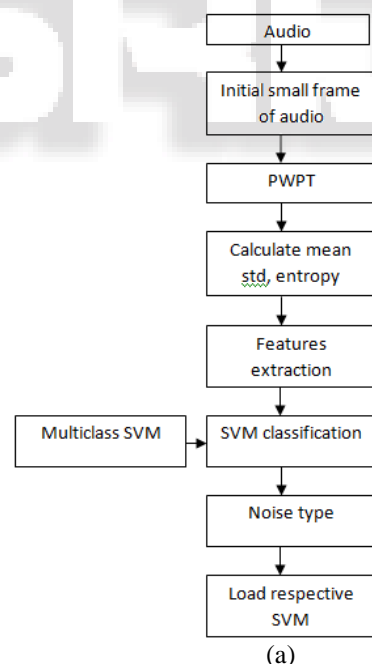 Audio
Initial small frame
of audio
PWPT
Calculate mean
std, entropy
Features
extraction
Multiclass SVM
SVM classification
Noise type
Load respective
SVM
(a)